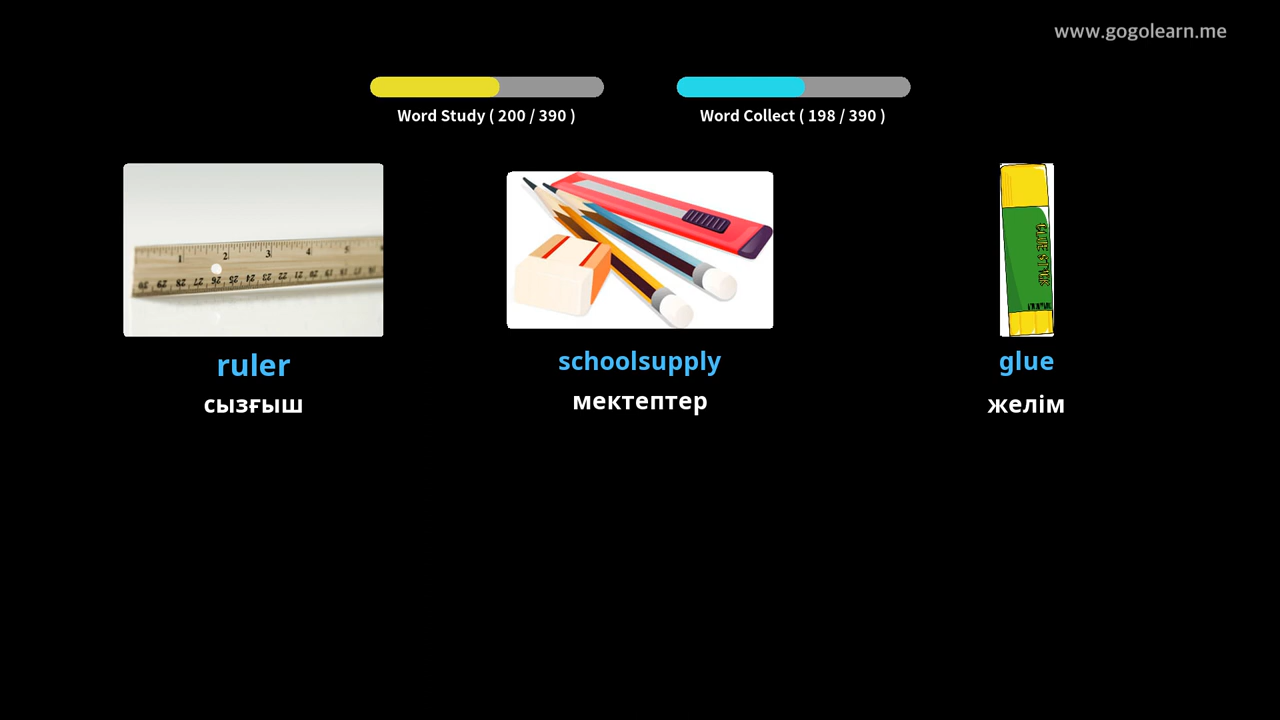 www.gogolearn.me
Word Study ( 200 / 390 )
Word Collect ( 198 / 390 )
ruler
schoolsupply
glue
сызғыш
мектептер
желім